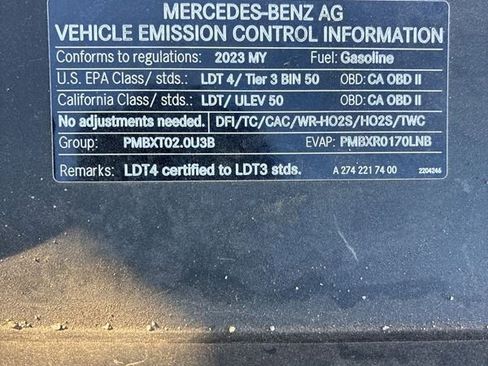 MERCEDES-BENZ AG
VEHICLE EMISSION CONTROL INFORMATION
Conforms to regulations: 2023 MY Fuel: Gasoline
U.S. EPA Class/ stds.: LDT 4/ Tier 3 BIN 50 OBD: CA OBD II
California Class/ stds.: LDT/ ULEV 50 OBD: CA OBD II
No adjustments needed. DFI/TC/CAC/WR-HO2S/HO2S/TWC
Group: PMBXT02.0U3B EVAP: PMBXR0170LNB
Remarks: LDT4 certified to LDT3 stds. A 274 221 74 00 2204246